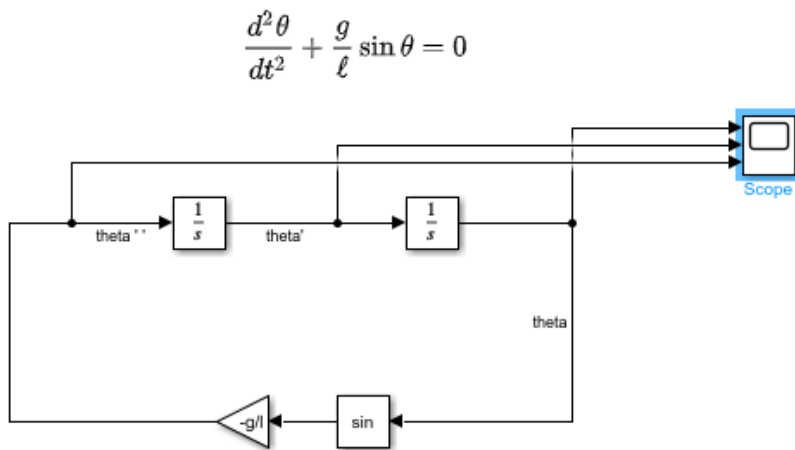 d²θ/dt² + g/ℓ sin θ = 0
Scope
1/s
1/s
theta ' '
theta'
theta
-g/l
sin